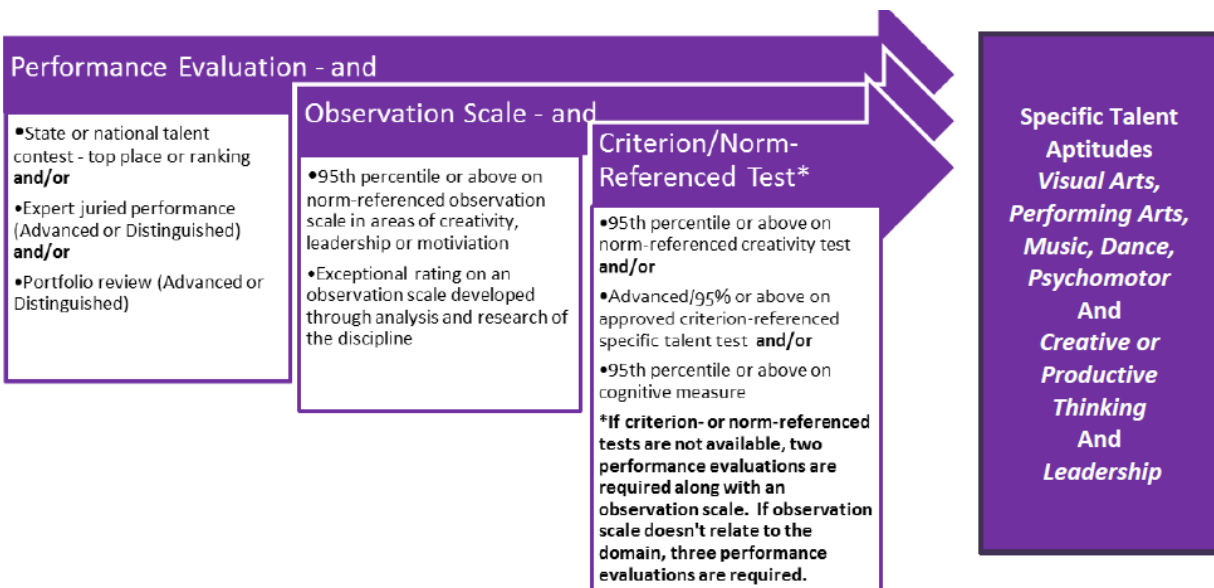 Performance Evaluation - and
•State or national talent
contest - top place or ranking
and/or
•Expert juried performance
(Advanced or Distinguished)
and/or
•Portfolio review (Advanced or
Distinguished)
Observation Scale - and
•95th percentile or above on
norm-referenced observation
scale in areas of creativity,
leadership or motiviation
•Exceptional rating on an
observation scale developed
through analysis and research of
the discipline
Criterion/Norm-
Referenced Test*
•95th percentile or above on
norm-referenced creativity test
and/or
•Advanced/95% or above on
approved criterion-referenced
specific talent test and/or
•95th percentile or above on
cognitive measure
*If criterion- or norm-referenced
tests are not available, two
performance evaluations are
required along with an
observation scale. If observation
scale doesn't relate to the
domain, three performance
evaluations are required.
Specific Talent
Aptitudes
Visual Arts,
Performing Arts,
Music, Dance,
Psychomotor
And
Creative or
Productive
Thinking
And
Leadership